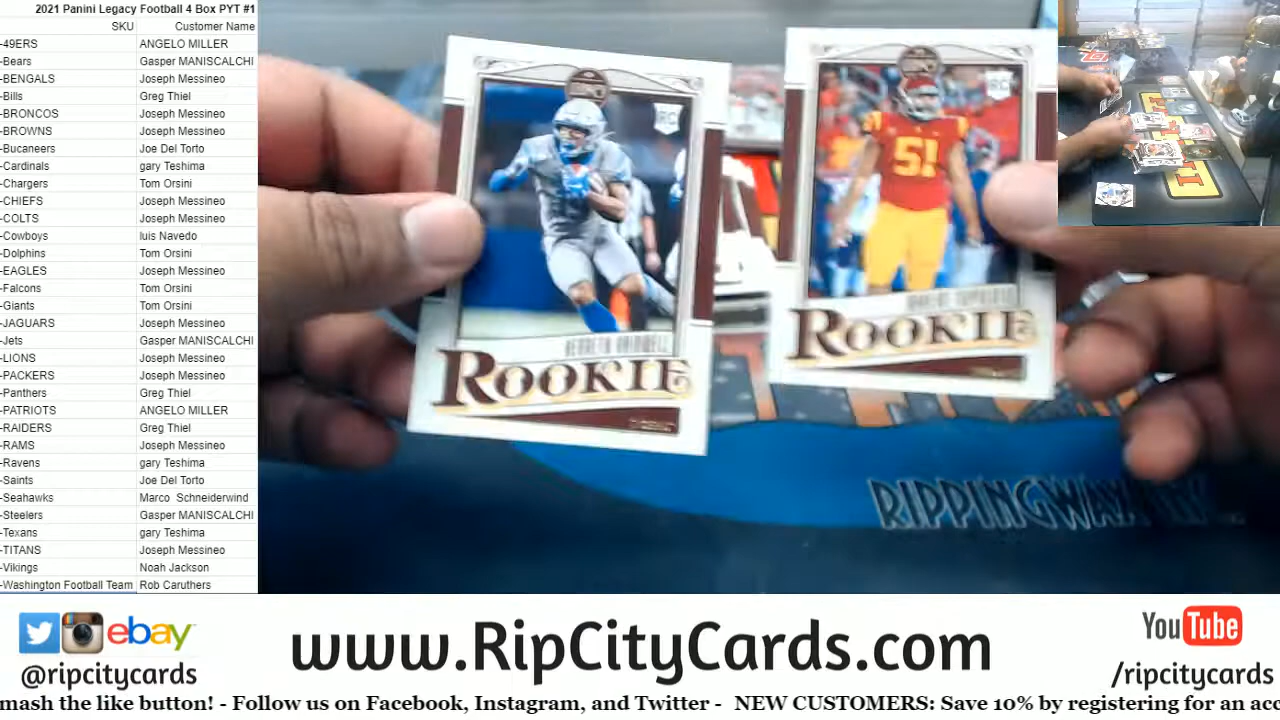 2021 Panini Legacy Football 4 Box PYT #1
SKU Customer Name
-49ERS ANGELO MILLER
-Bears Gasper MANISCALCHI
-BENGALS Joseph Messineo
-Bills Greg Thiel
-BRONCOS Joseph Messineo
-BROWNS Joseph Messineo
-Bucaneers Joe Del Torto
-Cardinals gary Teshima
-Chargers Tom Orsini
-CHIEFS Joseph Messineo
-COLTS Joseph Messineo
-Cowboys luis Navedo
-Dolphins Tom Orsini
-EAGLES Joseph Messineo
-Falcons Tom Orsini
-Giants Tom Orsini
-JAGUARS Joseph Messineo
-Jets Gasper MANISCALCHI
-LIONS Joseph Messineo
-PACKERS Joseph Messineo
-Panthers Greg Thiel
-PATRIOTS ANGELO MILLER
-RAIDERS Greg Thiel
-RAMS Joseph Messineo
-Ravens gary Teshima
-Saints Joe Del Torto
-Seahawks Marco Schneiderwind
-Steelers Gasper MANISCALCHI
-Texans gary Teshima
-TITANS Joseph Messineo
-Vikings Noah Jackson
-Washington Football Team Rob Caruthers
RC
ROOKIE
RC
51
ROOKIE
ebay
@ripcitycards
www.RipCityCards.com
YouTube
/ripcitycards
mash the like button! - Follow us on Facebook, Instagram, and Twitter - NEW CUSTOMERS: Save 10% by registering for an acc